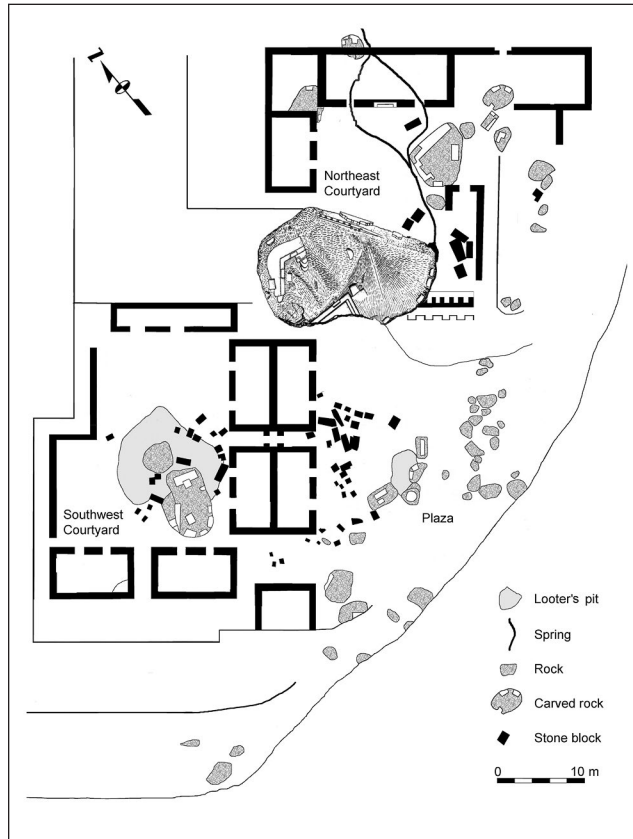 Northeast
Courtyard
Southwest
Courtyard
Plaza
Looter's pit
Spring
Rock
Carved rock
Stone block
0 10 m